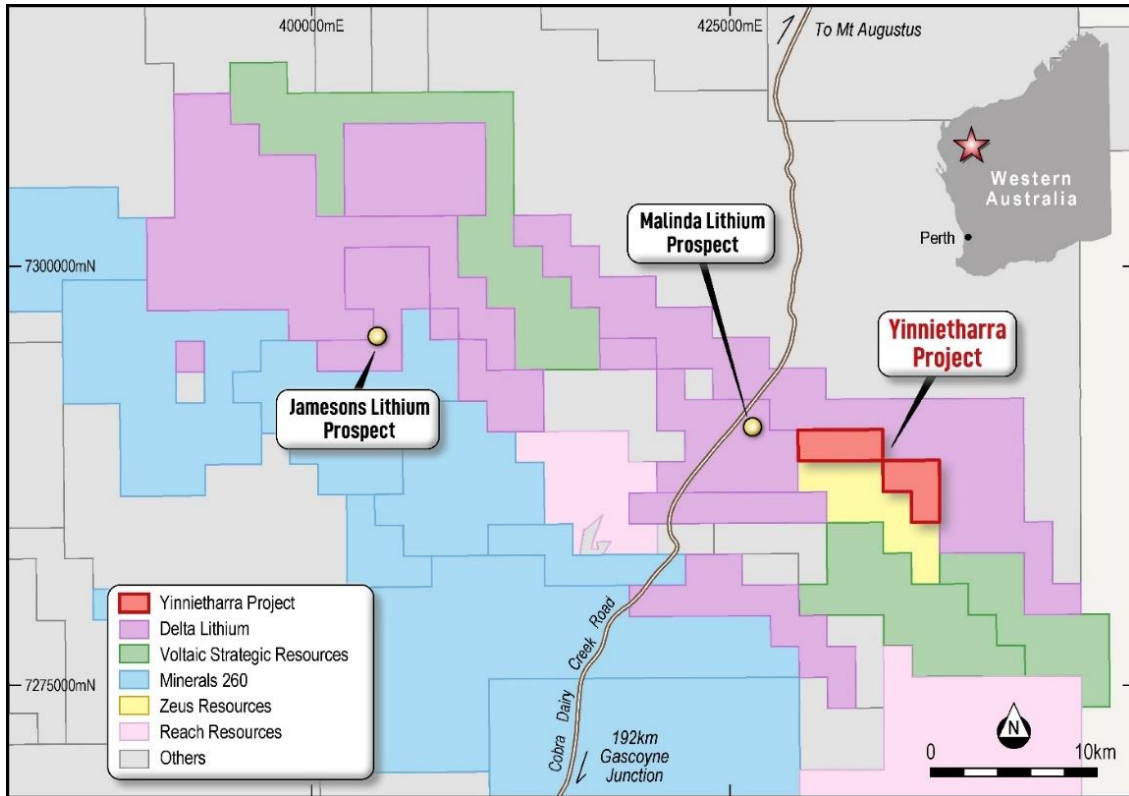 400000mE
425000mE
To Mt Augustus
Western
Australia
Perth
7300000mN
Malinda Lithium
Prospect
Yinnietharra
Project
Jamesons Lithium
Prospect
Cobra Dairy Creek Road
192km
Gascoyne
Junction
7275000mN
Yinnietharra Project
Delta Lithium
Voltaic Strategic Resources
Minerals 260
Zeus Resources
Reach Resources
Others
N
0 10km